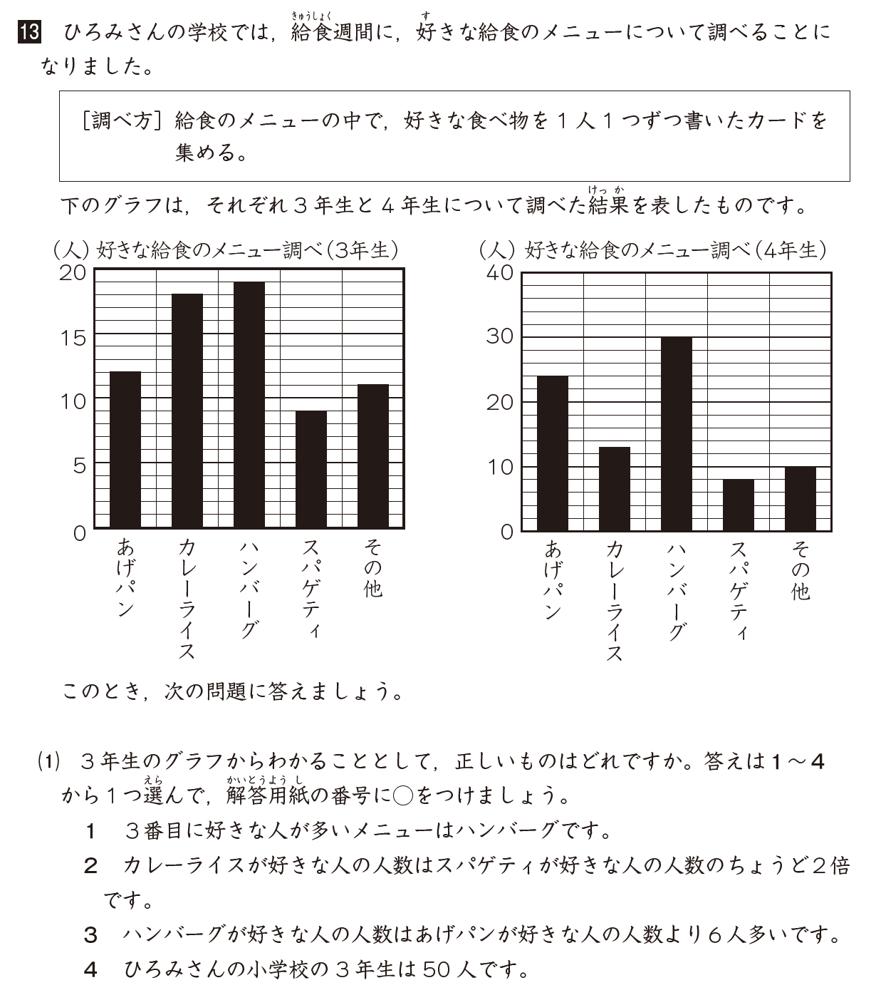 13 ひろみさんの学校では,給食週間に,好きな給食のメニューについて調べることに
きゅうしょく
す
なりました。
[調べ方] 給食のメニューの中で,好きな食べ物を1人1つずつ書いたカードを
集める。
下のグラフは,それぞれ3年生と4年生について調べた結果を表したものです。
けっか
(人) 好きな給食のメニュー調べ(3年生)
20
15
10
5
0
あげパン
カレーライス
ハンバーグ
スパゲティ
その他
(人) 好きな給食のメニュー調べ(4年生)
40
30
20
10
0
あげパン
カレーライス
ハンバーグ
スパゲティ
その他
このとき,次の問題に答えましょう。
(1) 3年生のグラフからわかることとして,正しいものはどれですか。答えは1~4
えら
かいとうようし
から1つ選んで,解答用紙の番号に○をつけましょう。
1 3番目に好きな人が多いメニューはハンバーグです。
2 カレーライスが好きな人の人数はスパゲティが好きな人の人数のちょうど2倍
です。
3 ハンバーグが好きな人の人数はあげパンが好きな人の人数より6人多いです。
4 ひろみさんの小学校の3年生は50人です。